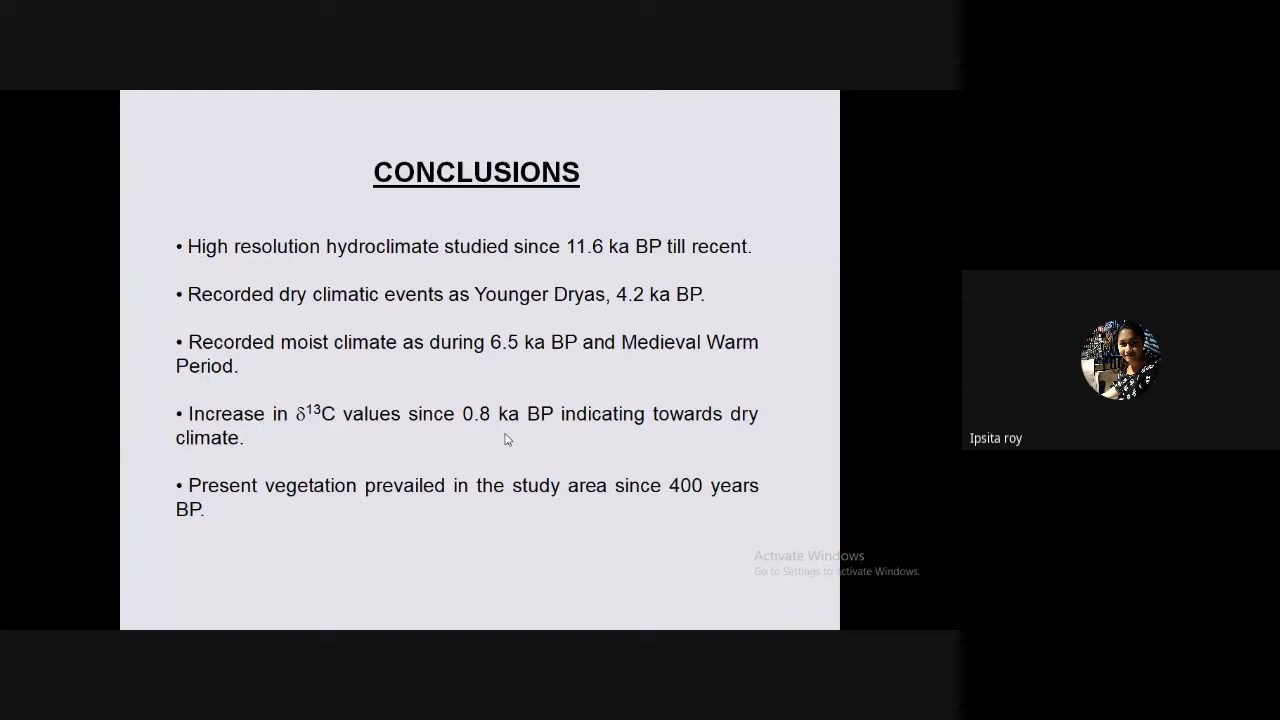 CONCLUSIONS
• High resolution hydroclimate studied since 11.6 ka BP till recent.
• Recorded dry climatic events as Younger Dryas, 4.2 ka BP.
• Recorded moist climate as during 6.5 ka BP and Medieval Warm
Period.
• Increase in δ¹³C values since 0.8 ka BP indicating towards dry
climate.
• Present vegetation prevailed in the study area since 400 years
BP.
Activate Windows
Go to Settings to activate Windows.
Ipsita roy